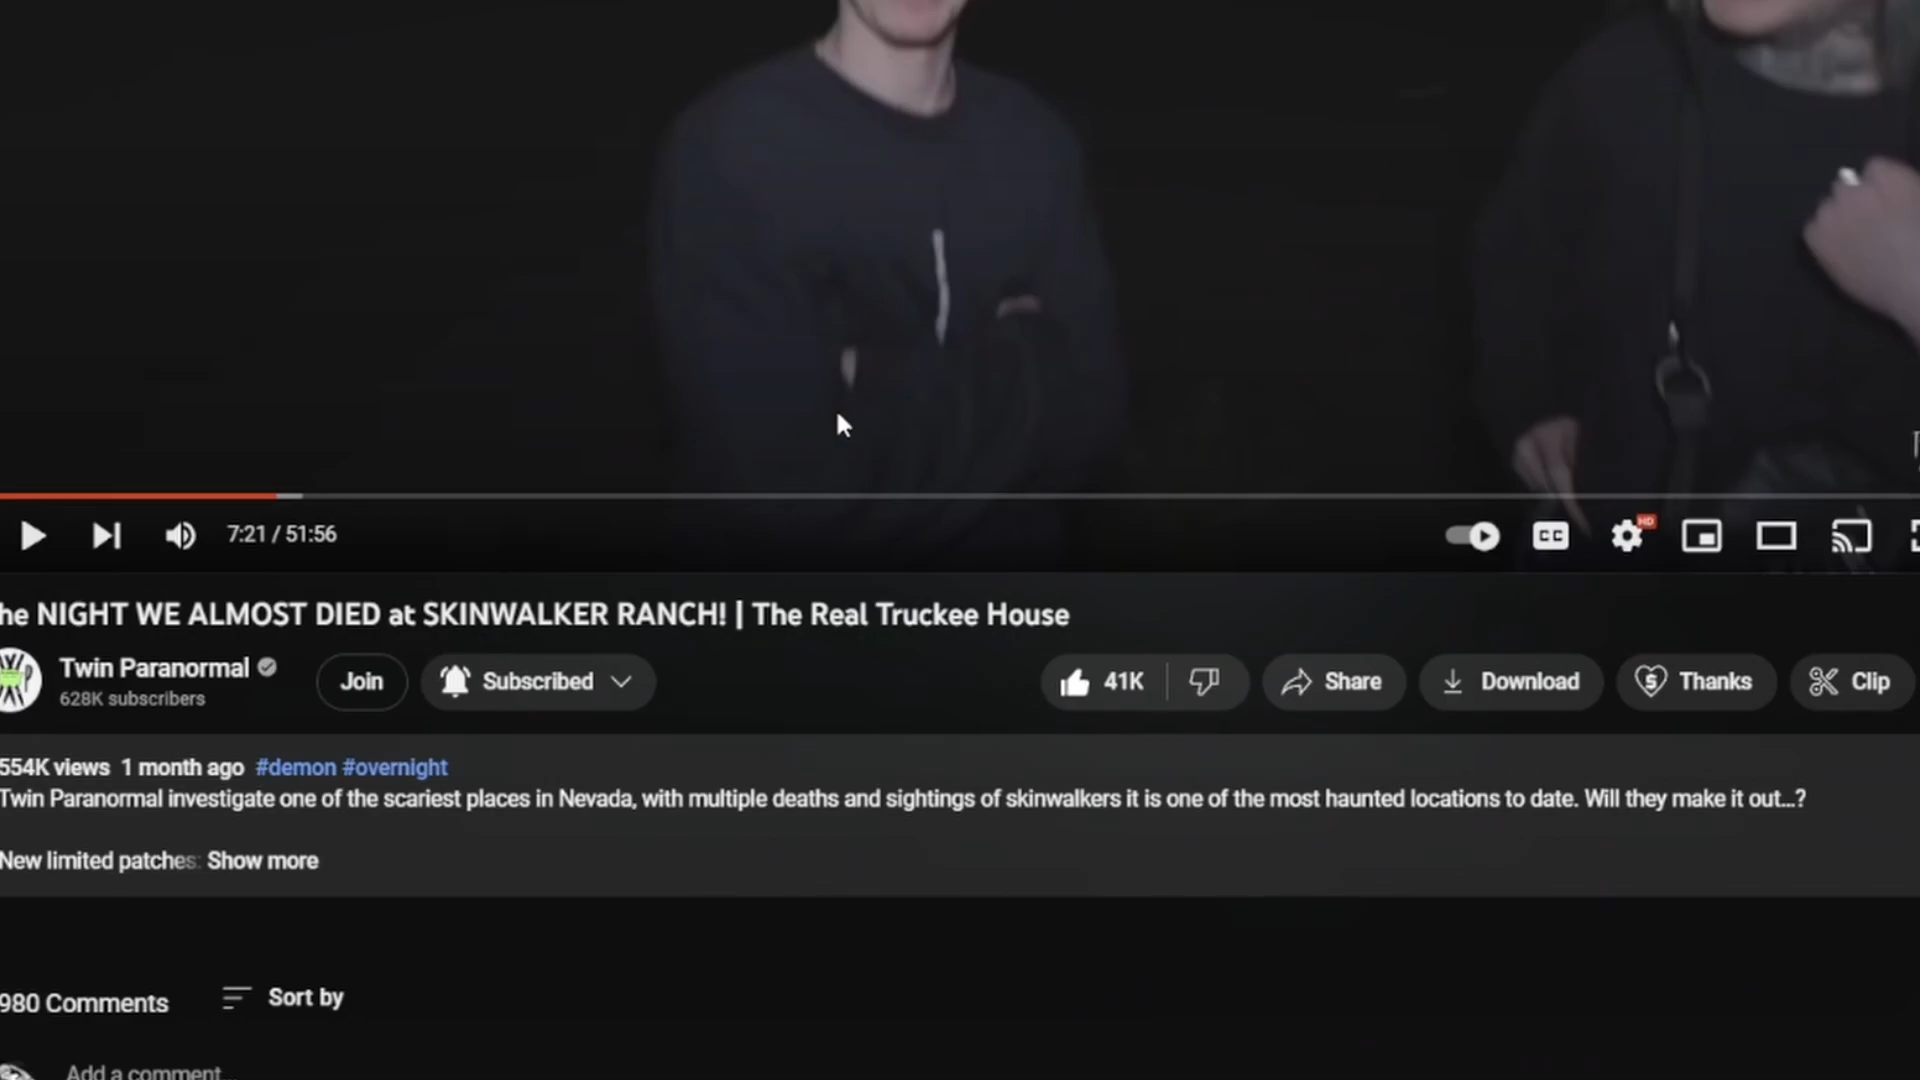 7:21 / 51:56
CC
HD
he NIGHT WE ALMOST DIED at SKINWALKER RANCH! | The Real Truckee House
Twin Paranormal
628K subscribers
Join
Subscribed
41K
Share
Download
Thanks
Clip
554K views 1 month ago #demon #overnight
Twin Paranormal investigate one of the scariest places in Nevada, with multiple deaths and sightings of skinwalkers it is one of the most haunted locations to date. Will they make it out...?
New limited patches: Show more
980 Comments
Sort by
Add a comment...